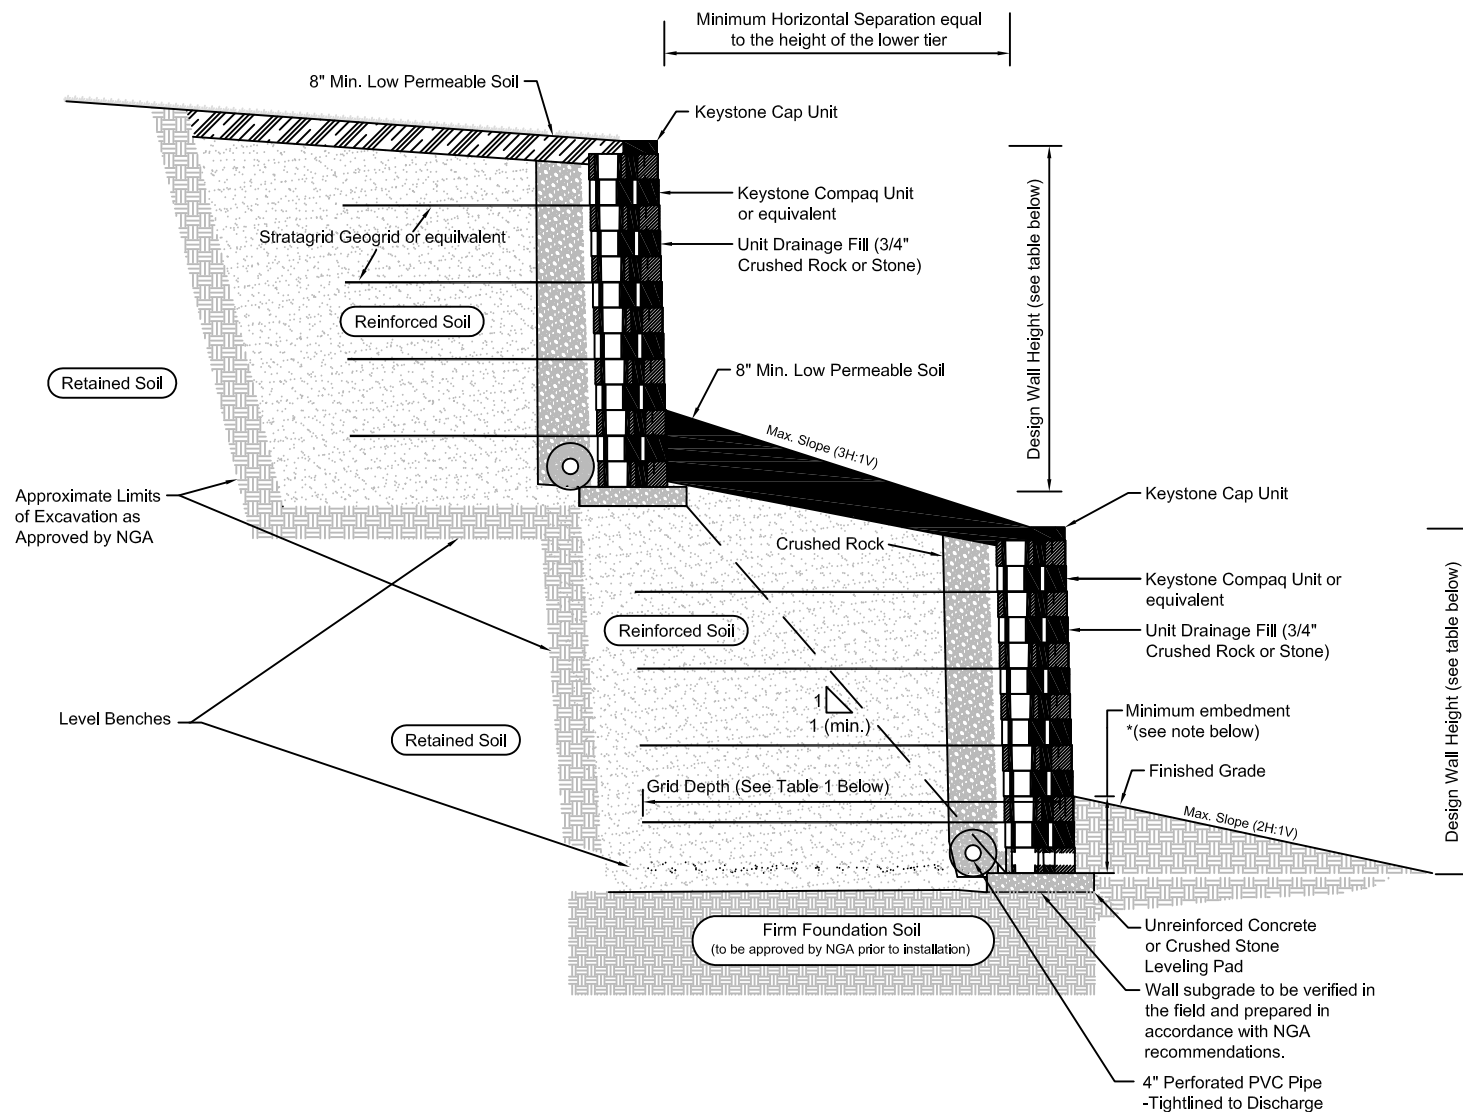 Minimum Horizontal Separation equal
to the height of the lower tier
8" Min. Low Permeable Soil
Keystone Cap Unit
Keystone Compaq Unit
or equivalent
Stratagrid Geogrid or equilvalent
Unit Drainage Fill (3/4"
Crushed Rock or Stone)
Design Wall Height (see table below)
Reinforced Soil
Retained Soil
8" Min. Low Permeable Soil
Max. Slope (3H:1V)
Approximate Limits
of Excavation as
Approved by NGA
Keystone Cap Unit
Crushed Rock
Keystone Compaq Unit or
equivalent
Reinforced Soil
Unit Drainage Fill (3/4"
Crushed Rock or Stone)
Design Wall Height (see table below)
1
1 (min.)
Level Benches
Retained Soil
Minimum embedment
*(see note below)
Finished Grade
Grid Depth (See Table 1 Below)
Max. Slope (2H:1V)
Firm Foundation Soil
(to be approved by NGA prior to installation)
Unreinforced Concrete
or Crushed Stone
Leveling Pad
Wall subgrade to be verified in
the field and prepared in
accordance with NGA
recommendations.
4" Perforated PVC Pipe
-Tightlined to Discharge